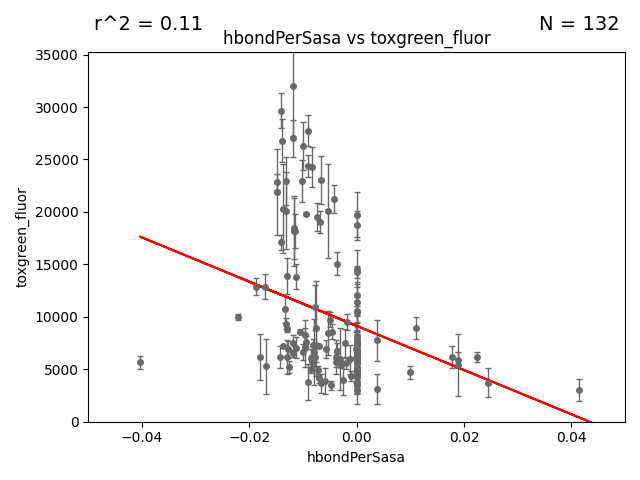 r^2 = 0.11
N = 132
hbondPerSasa vs toxgreen_fluor
35000
30000
25000
20000
15000
10000
5000
0
toxgreen_fluor
−0.04
−0.02
0.00
0.02
0.04
hbondPerSasa